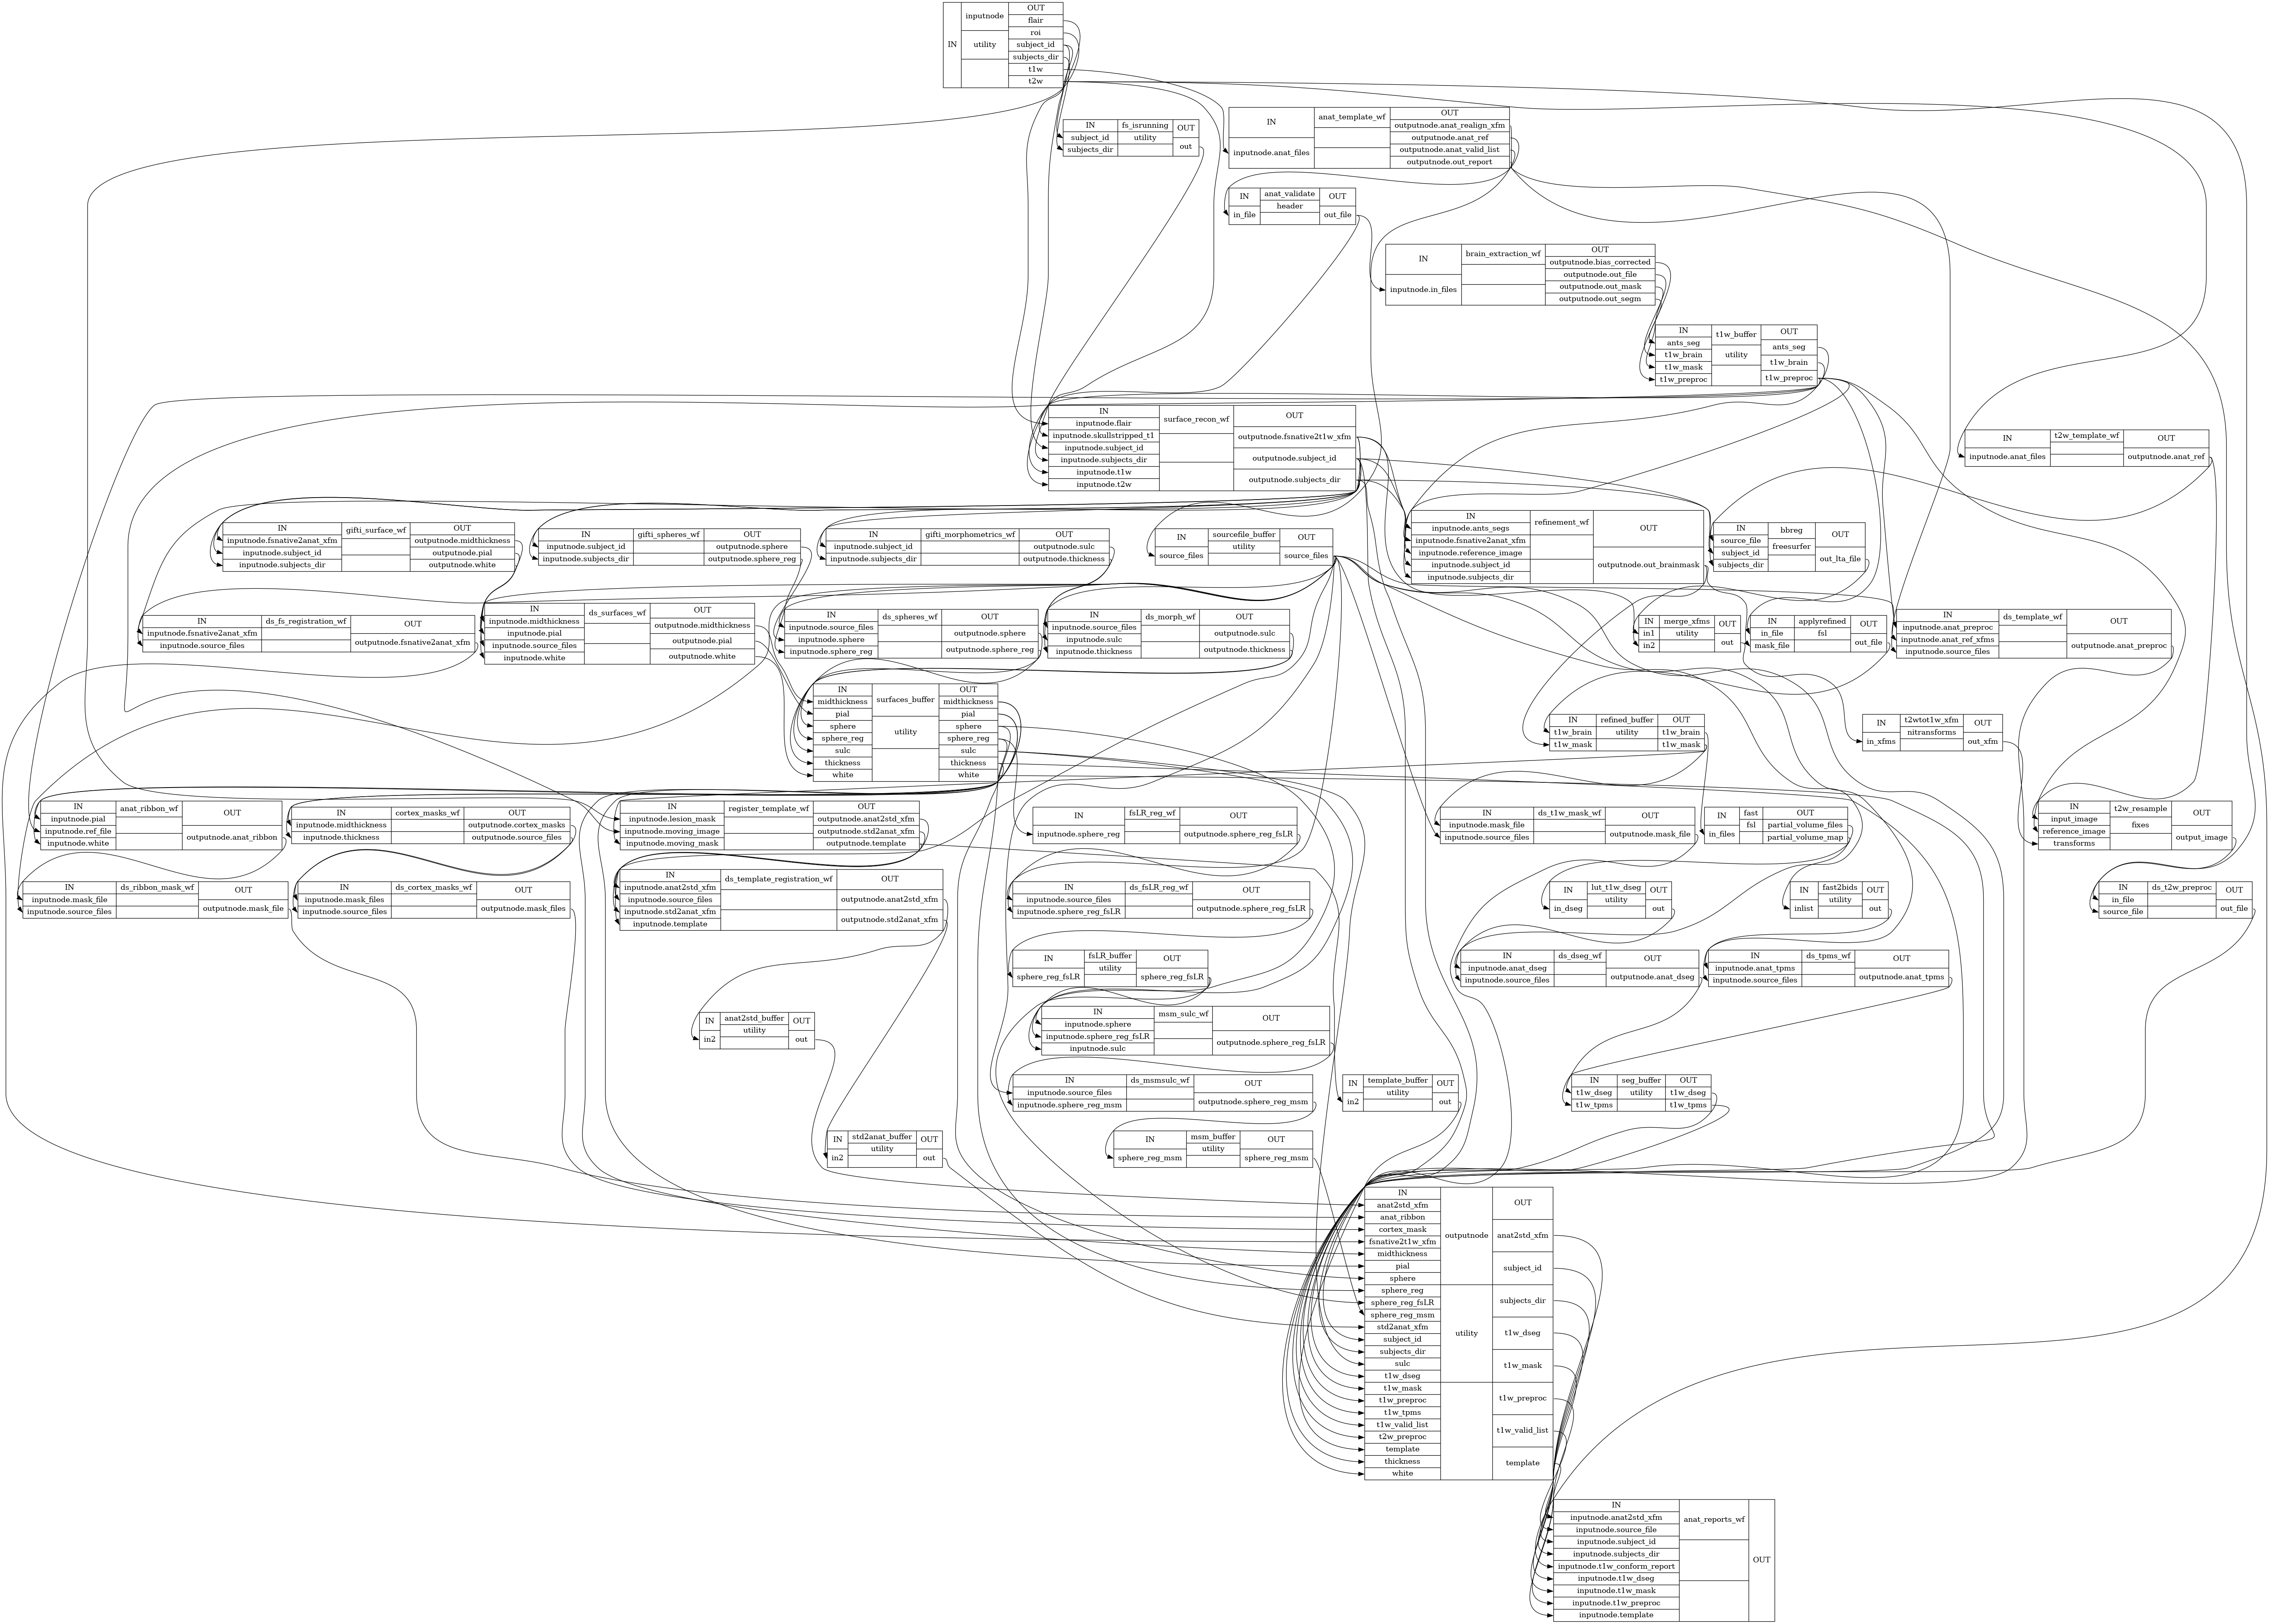 IN
inputnode
utility
OUT
flair
roi
subject_id
subjects_dir
t1w
t2w
IN
subject_id
subjects_dir
fs_isrunning
utility
OUT
out
IN
inputnode.anat_files
anat_template_wf
OUT
outputnode.anat_realign_xfm
outputnode.anat_ref
outputnode.anat_valid_list
outputnode.out_report
IN
in_file
anat_validate
header
OUT
out_file
IN
inputnode.in_files
brain_extraction_wf
OUT
outputnode.bias_corrected
outputnode.out_file
outputnode.out_mask
outputnode.out_segm
IN
ants_seg
t1w_brain
t1w_mask
t1w_preproc
t1w_buffer
utility
OUT
ants_seg
t1w_brain
t1w_preproc
IN
inputnode.flair
inputnode.skullstripped_t1
inputnode.subject_id
inputnode.subjects_dir
inputnode.t1w
inputnode.t2w
surface_recon_wf
OUT
outputnode.fsnative2t1w_xfm
outputnode.subject_id
outputnode.subjects_dir
IN
inputnode.anat_files
t2w_template_wf
OUT
outputnode.anat_ref
IN
inputnode.fsnative2anat_xfm
inputnode.subject_id
inputnode.subjects_dir
gifti_surface_wf
OUT
outputnode.midthickness
outputnode.pial
outputnode.white
IN
inputnode.subject_id
inputnode.subjects_dir
gifti_spheres_wf
OUT
outputnode.sphere
outputnode.sphere_reg
IN
inputnode.subject_id
inputnode.subjects_dir
gifti_morphometrics_wf
OUT
outputnode.sulc
outputnode.thickness
IN
source_files
sourcefile_buffer
utility
OUT
source_files
IN
inputnode.ants_segs
inputnode.fsnative2anat_xfm
inputnode.reference_image
inputnode.subject_id
inputnode.subjects_dir
refinement_wf
OUT
outputnode.out_brainmask
IN
source_file
subject_id
subjects_dir
bbreg
freesurfer
OUT
out_lta_file
IN
inputnode.fsnative2anat_xfm
inputnode.source_files
ds_fs_registration_wf
OUT
outputnode.fsnative2anat_xfm
IN
inputnode.midthickness
inputnode.pial
inputnode.source_files
inputnode.white
ds_surfaces_wf
OUT
outputnode.midthickness
outputnode.pial
outputnode.white
IN
inputnode.source_files
inputnode.sphere
inputnode.sphere_reg
ds_spheres_wf
OUT
outputnode.sphere
outputnode.sphere_reg
IN
inputnode.source_files
inputnode.sulc
inputnode.thickness
ds_morph_wf
OUT
outputnode.sulc
outputnode.thickness
IN
in1
in2
merge_xfms
utility
OUT
out
IN
in_file
mask_file
applyrefined
fsl
OUT
out_file
IN
inputnode.anat_preproc
inputnode.anat_ref_xfms
inputnode.source_files
ds_template_wf
OUT
outputnode.anat_preproc
IN
midthickness
pial
sphere
sphere_reg
sulc
thickness
white
surfaces_buffer
utility
OUT
midthickness
pial
sphere
sphere_reg
sulc
thickness
white
IN
t1w_brain
t1w_mask
refined_buffer
utility
OUT
t1w_brain
t1w_mask
IN
in_xfms
t2wtot1w_xfm
nitransforms
OUT
out_xfm
IN
inputnode.pial
inputnode.ref_file
inputnode.white
anat_ribbon_wf
OUT
outputnode.anat_ribbon
IN
inputnode.midthickness
inputnode.thickness
cortex_masks_wf
OUT
outputnode.cortex_masks
outputnode.source_files
IN
inputnode.lesion_mask
inputnode.moving_image
inputnode.moving_mask
register_template_wf
OUT
outputnode.anat2std_xfm
outputnode.std2anat_xfm
outputnode.template
IN
inputnode.sphere_reg
fsLR_reg_wf
OUT
outputnode.sphere_reg_fsLR
IN
inputnode.mask_file
inputnode.source_files
ds_t1w_mask_wf
OUT
outputnode.mask_file
IN
in_files
fast
fsl
OUT
partial_volume_files
partial_volume_map
IN
input_image
reference_image
transforms
t2w_resample
fixes
OUT
output_image
IN
inputnode.mask_file
inputnode.source_files
ds_ribbon_mask_wf
OUT
outputnode.mask_file
IN
inputnode.mask_files
inputnode.source_files
ds_cortex_masks_wf
OUT
outputnode.mask_files
IN
inputnode.anat2std_xfm
inputnode.source_files
inputnode.std2anat_xfm
inputnode.template
ds_template_registration_wf
OUT
outputnode.anat2std_xfm
outputnode.std2anat_xfm
IN
inputnode.source_files
inputnode.sphere_reg_fsLR
ds_fsLR_reg_wf
OUT
outputnode.sphere_reg_fsLR
IN
in_dseg
lut_t1w_dseg
utility
OUT
out
IN
inlist
fast2bids
utility
OUT
out
IN
in_file
source_file
ds_t2w_preproc
OUT
out_file
IN
sphere_reg_fsLR
fsLR_buffer
utility
OUT
sphere_reg_fsLR
IN
inputnode.anat_dseg
inputnode.source_files
ds_dseg_wf
OUT
outputnode.anat_dseg
IN
inputnode.anat_tpms
inputnode.source_files
ds_tpms_wf
OUT
outputnode.anat_tpms
IN
in2
anat2std_buffer
utility
OUT
out
IN
inputnode.sphere
inputnode.sphere_reg_fsLR
inputnode.sulc
msm_sulc_wf
OUT
outputnode.sphere_reg_fsLR
IN
inputnode.source_files
inputnode.sphere_reg_msm
ds_msmsulc_wf
OUT
outputnode.sphere_reg_msm
IN
in2
template_buffer
utility
OUT
out
IN
t1w_dseg
t1w_tpms
seg_buffer
utility
OUT
t1w_dseg
t1w_tpms
IN
in2
std2anat_buffer
utility
OUT
out
IN
sphere_reg_msm
msm_buffer
utility
OUT
sphere_reg_msm
IN
anat2std_xfm
anat_ribbon
cortex_mask
fsnative2t1w_xfm
midthickness
pial
sphere
sphere_reg
sphere_reg_fsLR
sphere_reg_msm
std2anat_xfm
subject_id
subjects_dir
sulc
t1w_dseg
t1w_mask
t1w_preproc
t1w_tpms
t1w_valid_list
t2w_preproc
template
thickness
white
outputnode
utility
OUT
anat2std_xfm
subject_id
subjects_dir
t1w_dseg
t1w_mask
t1w_preproc
t1w_valid_list
template
IN
inputnode.anat2std_xfm
inputnode.source_file
inputnode.subject_id
inputnode.subjects_dir
inputnode.t1w_conform_report
inputnode.t1w_dseg
inputnode.t1w_mask
inputnode.t1w_preproc
inputnode.template
anat_reports_wf
OUT